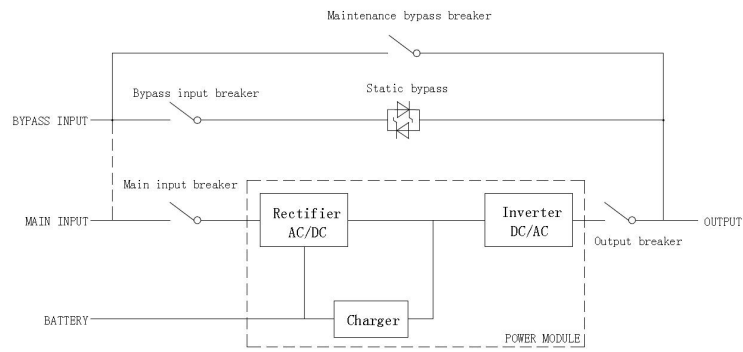 Maintenance bypass breaker
Bypass input breaker
Static bypass
BYPASS INPUT
Main input breaker
Rectifier
AC/DC
Inverter
DC/AC
MAIN INPUT
OUTPUT
Output breaker
BATTERY
Charger
POWER MODULE